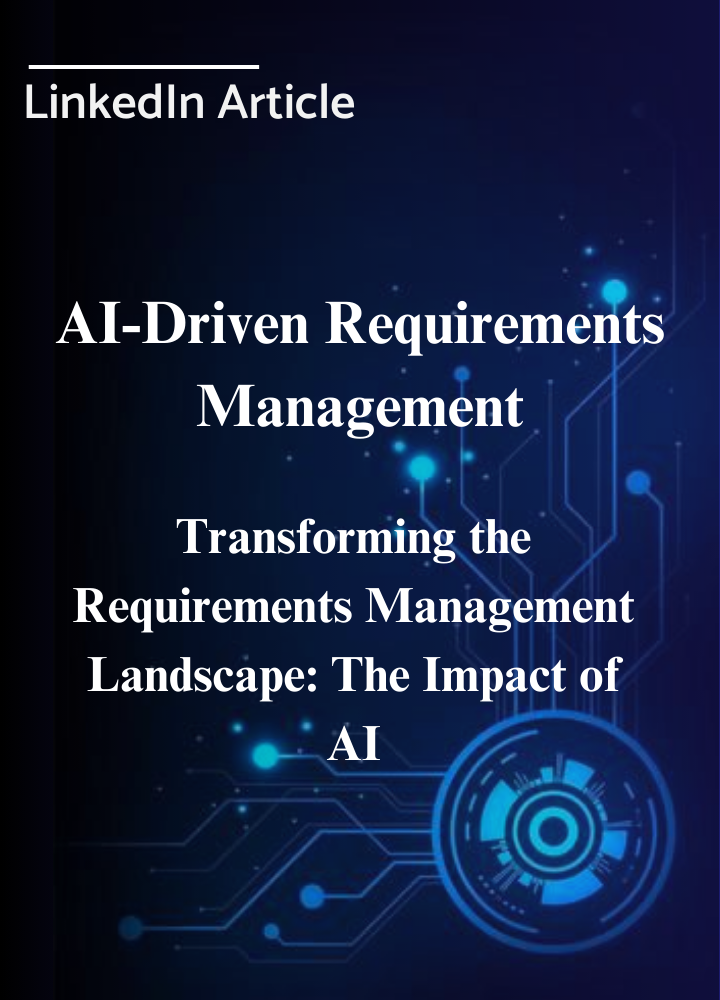 LinkedIn Article
AI-Driven Requirements
Management
Transforming the
Requirements Management
Landscape: The Impact of
AI